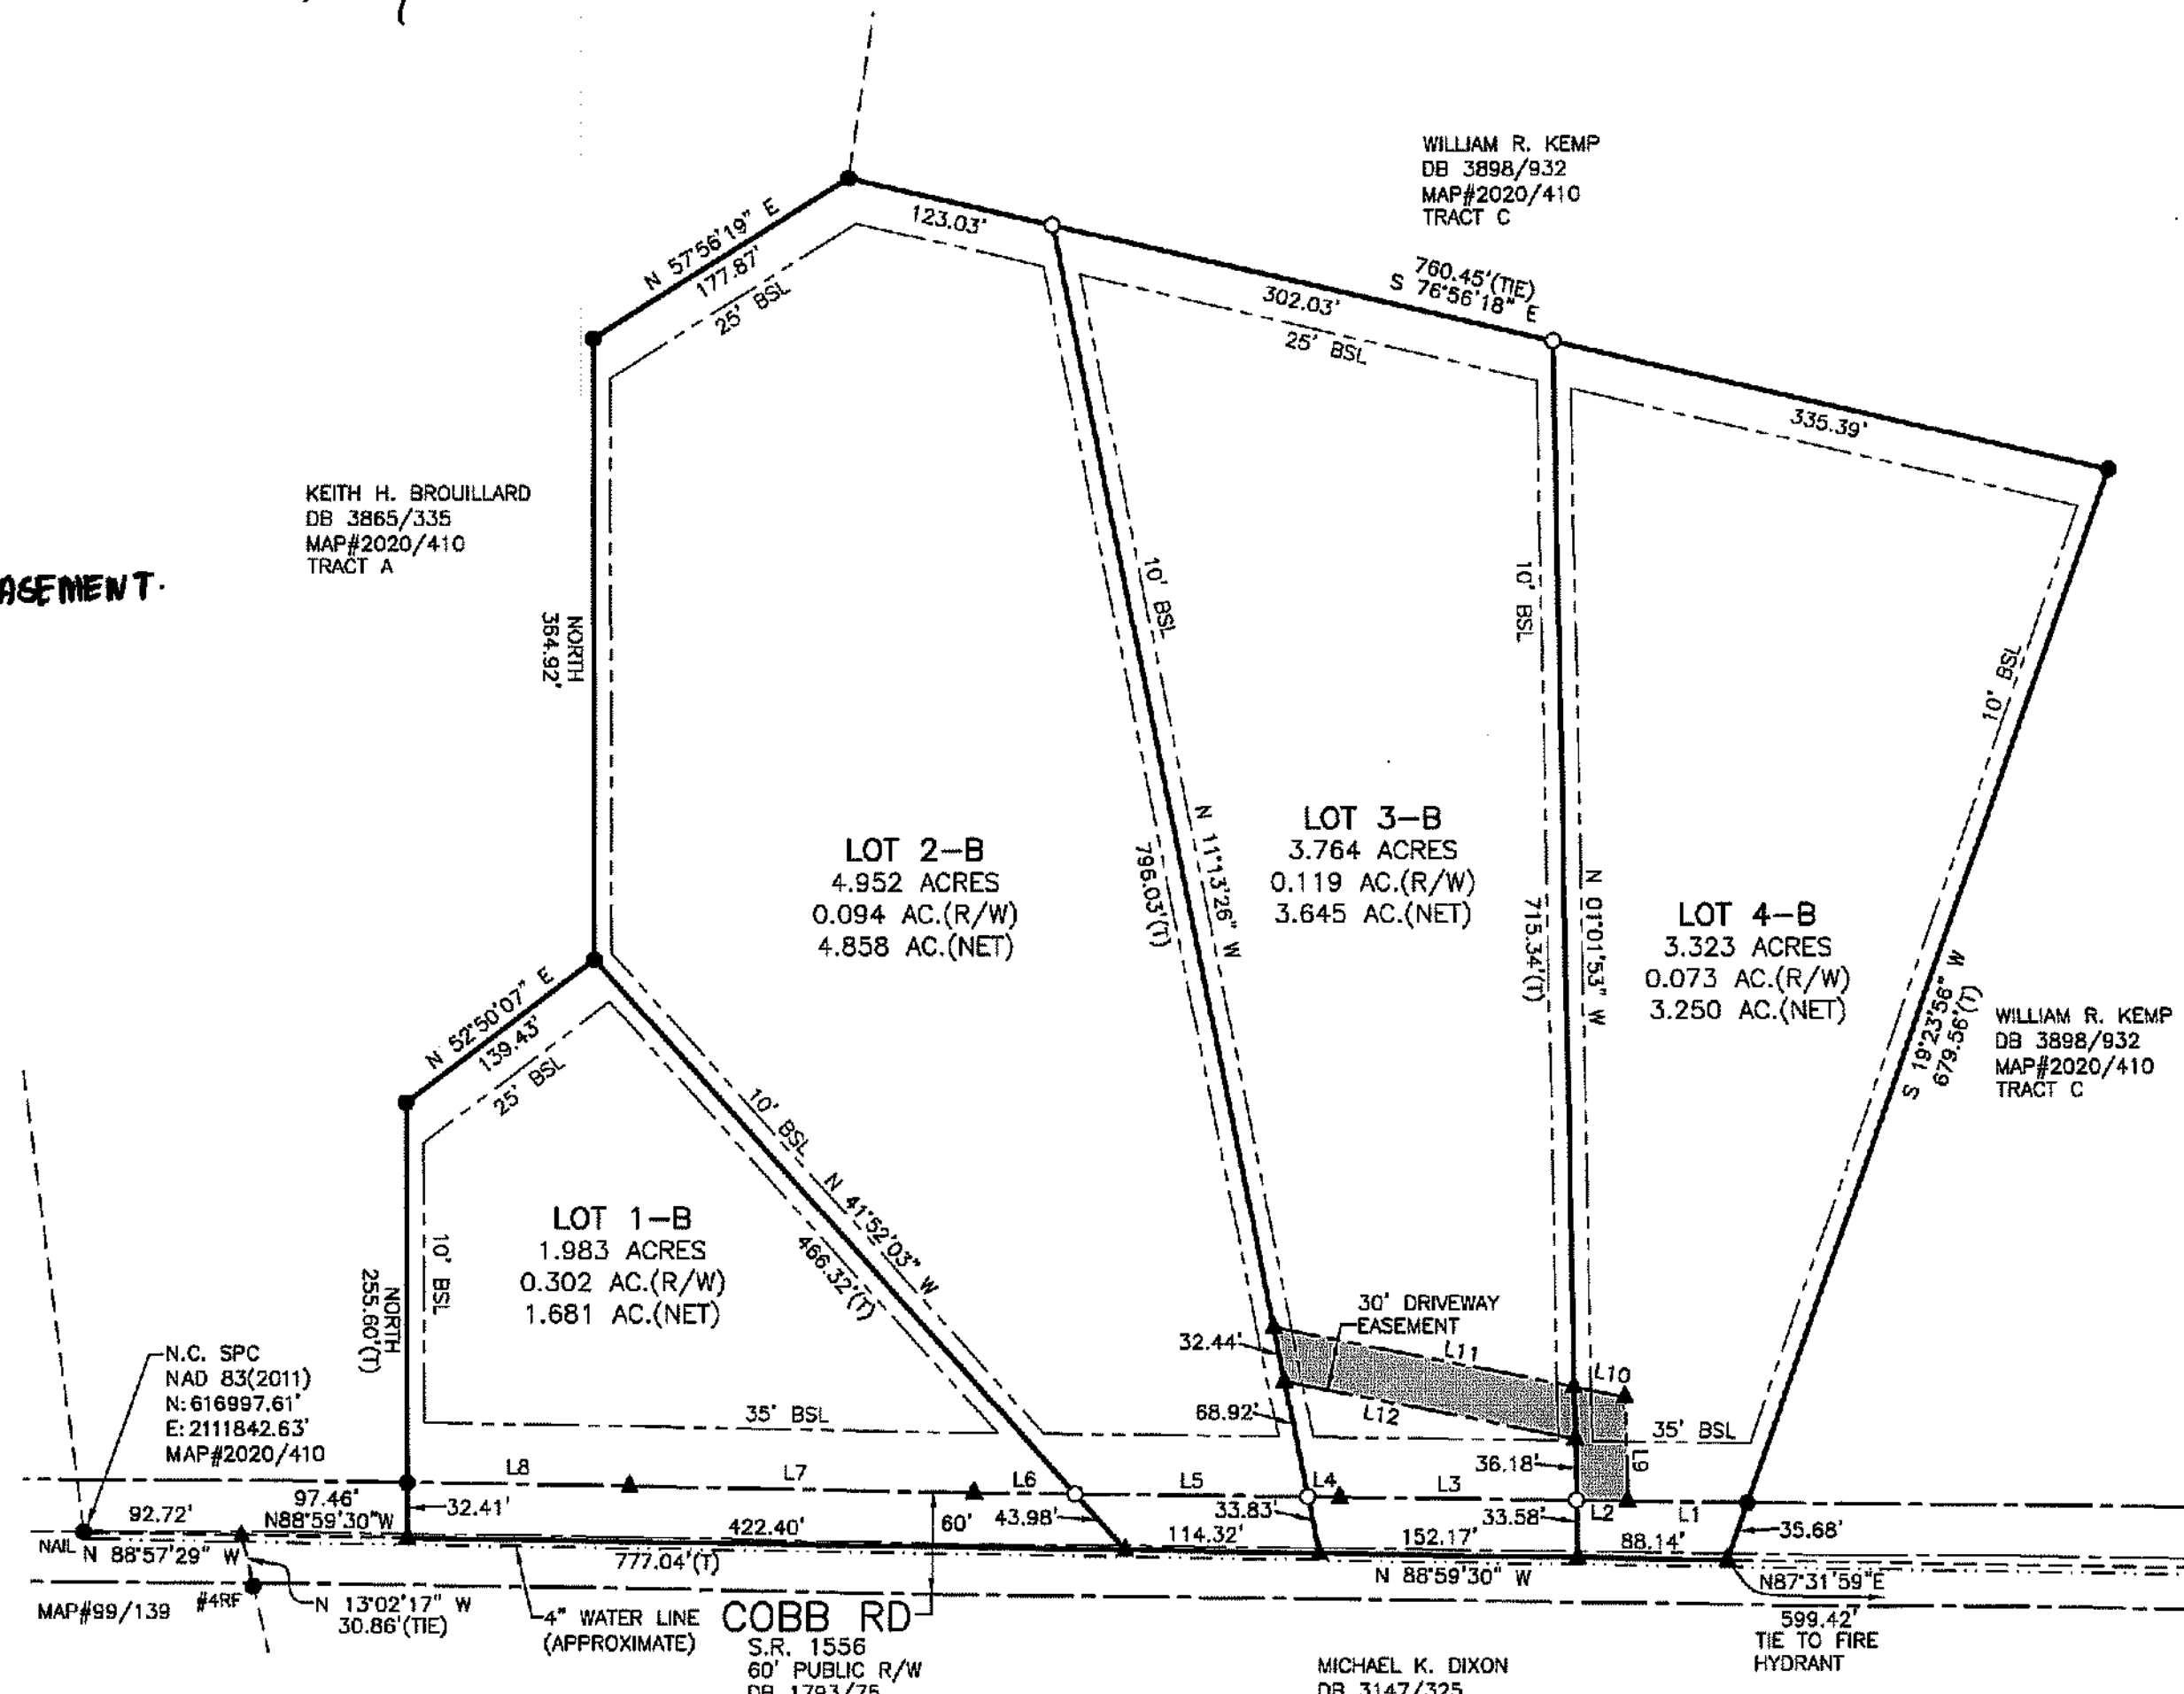 WILLIAM R. KEMP
DB 3898/932
MAP#2020/410
TRACT C
N 57°56'19" E
177.87'
25' BSL
123.03'
760.45'(TIE)
S 76°56'18" E
302.03'
25' BSL
335.39'
KEITH H. BROUILLARD
DB 3865/335
MAP#2020/410
TRACT A
ASEMENT.
NORTH
364.92'
10' BSL
10' BSL
10' BSL
LOT 2-B
4.952 ACRES
0.094 AC.(R/W)
4.858 AC.(NET)
N 11°13'26" W
796.03'(T)
LOT 3-B
3.764 ACRES
0.119 AC.(R/W)
3.645 AC.(NET)
N 01°01'53" W
715.34'(T)
LOT 4-B
3.323 ACRES
0.073 AC.(R/W)
3.250 AC.(NET)
S 19°23'56" W
679.56'(T)
WILLIAM R. KEMP
DB 3898/932
MAP#2020/410
TRACT C
N 52°50'07" E
139.43'
25' BSL
10' BSL
N 41°52'03" W
466.32'(T)
LOT 1-B
1.983 ACRES
0.302 AC.(R/W)
1.681 AC.(NET)
10' BSL
NORTH
255.60'(T)
30' DRIVEWAY
EASEMENT
32.44'
L11
L10
68.92'
L12
35' BSL
35' BSL
36.18'
L9
N.C. SPC
NAD 83(2011)
N: 616997.61'
E: 2111842.63'
MAP#2020/410
L8
L7
L6
L5
L4
L3
L2
L1
92.72'
97.46'
N88°59'30"W
32.41'
422.40'
60'
43.98'
33.83'
33.58'
35.68'
114.32'
152.17'
88.14'
NAIL
N 88°57'29" W
777.04'(T)
N 88°59'30" W
N87°31'59"E
MAP#99/139
#4RF
N 13°02'17" W
30.86'(TIE)
4" WATER LINE
(APPROXIMATE)
COBB RD
S.R. 1556
60' PUBLIC R/W
DB 1793/75
599.42'
TIE TO FIRE
HYDRANT
MICHAEL K. DIXON
DB 3147/325